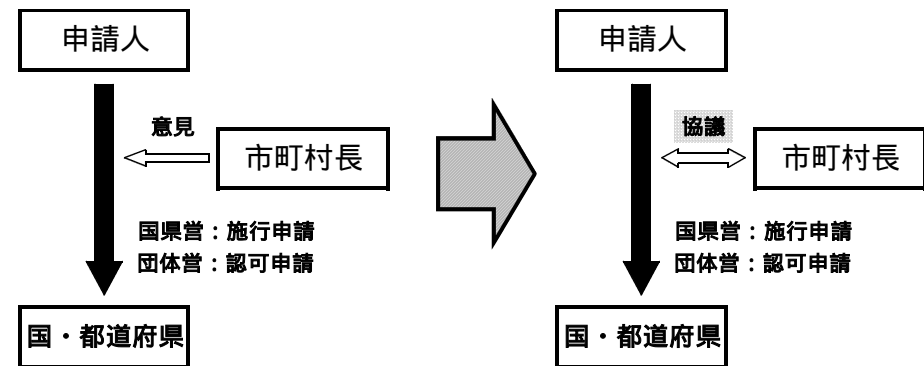 申請人
意見
市町村長
国県営：施行申請
団体営：認可申請
国・都道府県
申請人
協議
市町村長
国県営：施行申請
団体営：認可申請
国・都道府県